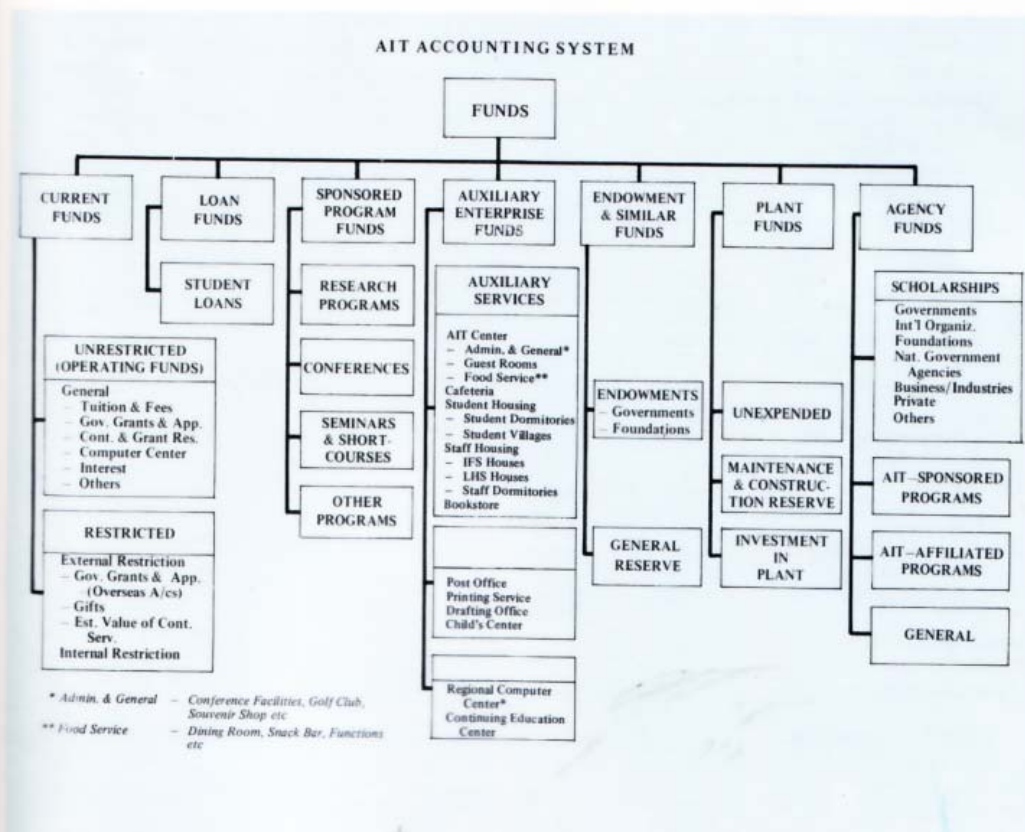 AIT ACCOUNTING SYSTEM
FUNDS
CURRENT
FUNDS
UNRESTRICTED
(OPERATING FUNDS)
General
– Tuition & Fees
– Gov. Grants & App.
– Cont. & Grant Res.
– Computer Center
– Interest
– Others
RESTRICTED
External Restriction
– Gov. Grants & App.
(Overseas A/cs)
– Gifts
– Est. Value of Cont.
Serv.
Internal Restriction
LOAN
FUNDS
STUDENT
LOANS
SPONSORED
PROGRAM
FUNDS
RESEARCH
PROGRAMS
CONFERENCES
SEMINARS
& SHORT-
COURSES
OTHER
PROGRAMS
AUXILIARY
ENTERPRISE
FUNDS
AUXILIARY
SERVICES
AIT Center
– Admin. & General*
– Guest Rooms
– Food Service**
Cafeteria
Student Housing
– Student Dormitories
– Student Villages
Staff Housing
– IFS Houses
– LHS Houses
– Staff Dormitories
Bookstore
Post Office
Printing Service
Drafting Office
Child's Center
Regional Computer
Center*
Continuing Education
Center
ENDOWMENT
& SIMILAR
FUNDS
ENDOWMENTS
– Governments
– Foundations
GENERAL
RESERVE
PLANT
FUNDS
UNEXPENDED
MAINTENANCE
& CONSTRUC-
TION RESERVE
INVESTMENT
IN
PLANT
AGENCY
FUNDS
SCHOLARSHIPS
Governments
Int'l Organiz.
Foundations
Nat. Government
Agencies
Business/Industries
Private
Others
AIT–SPONSORED
PROGRAMS
AIT–AFFILIATED
PROGRAMS
GENERAL
* Admin. & General – Conference Facilities, Golf Club,
Souvenir Shop etc
** Food Service – Dining Room, Snack Bar, Functions
etc